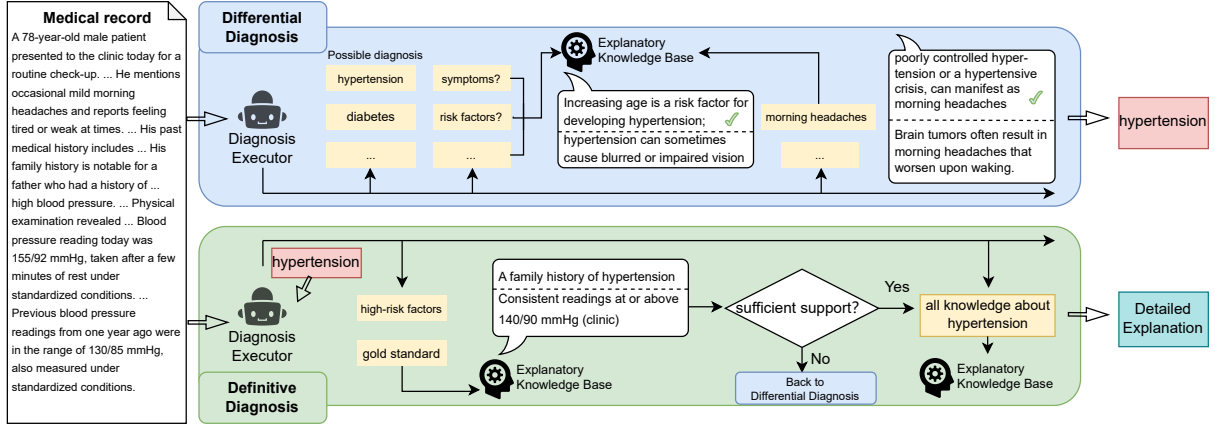 Medical record
A 78-year-old male patient
presented to the clinic today for a
routine check-up. ... He mentions
occasional mild morning
headaches and reports feeling
tired or weak at times. ... His past
medical history includes ... His
family history is notable for a
father who had a history of ...
high blood pressure. ... Physical
examination revealed ... Blood
pressure reading today was
155/92 mmHg, taken after a few
minutes of rest under
standardized conditions. ...
Previous blood pressure
readings from one year ago were
in the range of 130/85 mmHg,
also measured under
standardized conditions.
Differential
Diagnosis
Diagnosis
Executor
Possible diagnosis
hypertension
diabetes
...
symptoms?
risk factors?
...
Explanatory
Knowledge Base
Increasing age is a risk factor for
developing hypertension;
hypertension can sometimes
cause blurred or impaired vision
morning headaches
...
poorly controlled hyper-
tension or a hypertensive
crisis, can manifest as
morning headaches
Brain tumors often result in
morning headaches that
worsen upon waking.
hypertension
hypertension
Diagnosis
Executor
Definitive
Diagnosis
high-risk factors
gold standard
A family history of hypertension
Consistent readings at or above
140/90 mmHg (clinic)
Explanatory
Knowledge Base
sufficient support?
Yes
No
Back to
Differential Diagnosis
all knowledge about
hypertension
Explanatory
Knowledge Base
Detailed
Explanation